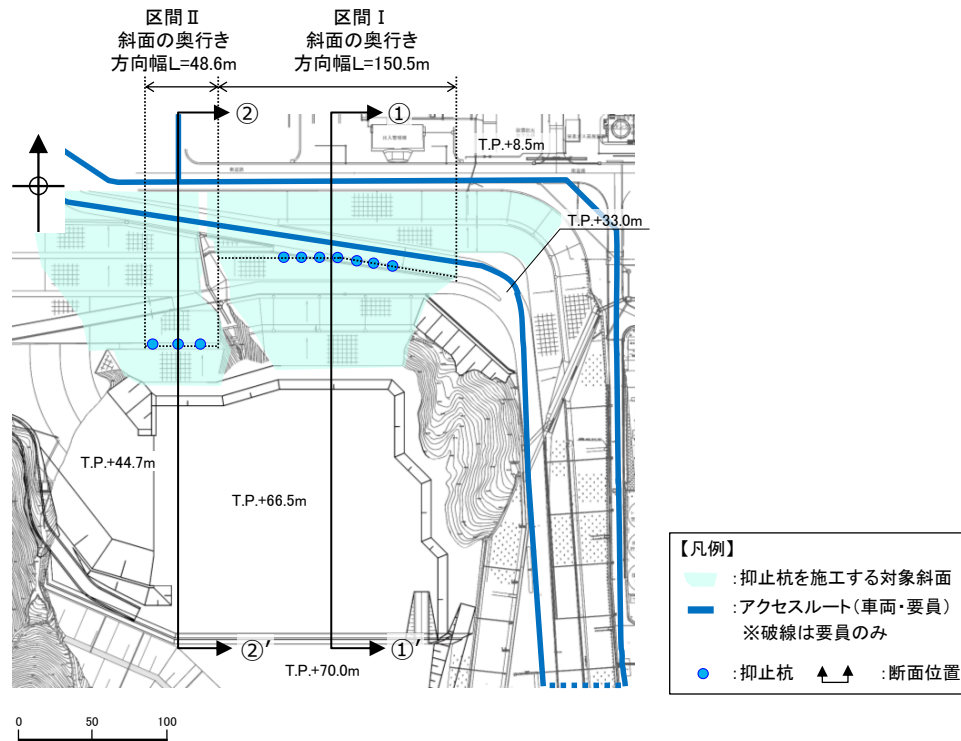 区間Ⅱ
斜面の奥行き
方向幅L=48.6m
区間Ⅰ
斜面の奥行き
方向幅L=150.5m
②
①
T.P.+8.5m
T.P.+33.0m
T.P.+44.7m
T.P.+66.5m
②’
①’
T.P.+70.0m
0 50 100
【凡例】
:抑止杭を施工する対象斜面
:アクセスルート(車両・要員)
※破線は要員のみ
:抑止杭
:断面位置